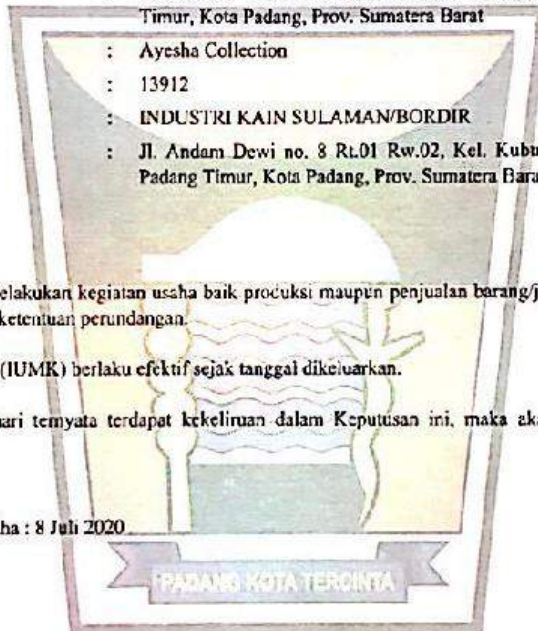 Timur, Kota Padang, Prov. Sumatera Barat
: Ayesha Collection
: 13912
: INDUSTRI KAIN SULAMAN/BORDIR
: Jl. Andam Dewi no. 8 Rt.01 Rw.02, Kel. Kubu
Padang Timur, Kota Padang, Prov. Sumatera Bara
elakukan kegiatan usaha baik produksi maupun penjualan barang/j
ketentuan perundangan.
(IUMK) berlaku efektif sejak tanggal dikeluarkan.
hari ternyata terdapat kekeliruan dalam Keputusan ini, maka ak
ha : 8 Juli 2020
PADANG KOTA TERCINTA